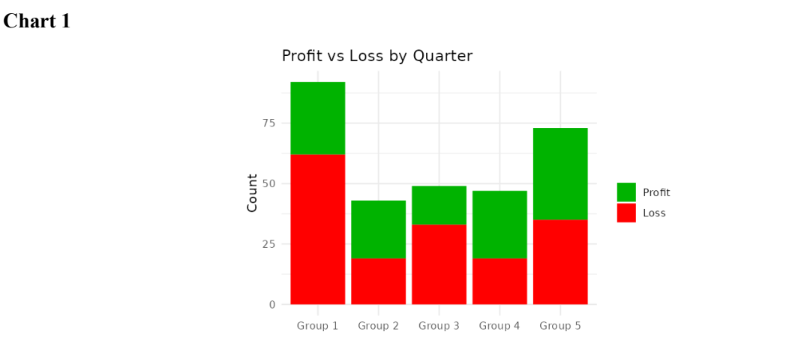 Chart 1
Profit vs Loss by Quarter
Count
75
50
25
0
Group 1 Group 2 Group 3 Group 4 Group 5
Profit
Loss